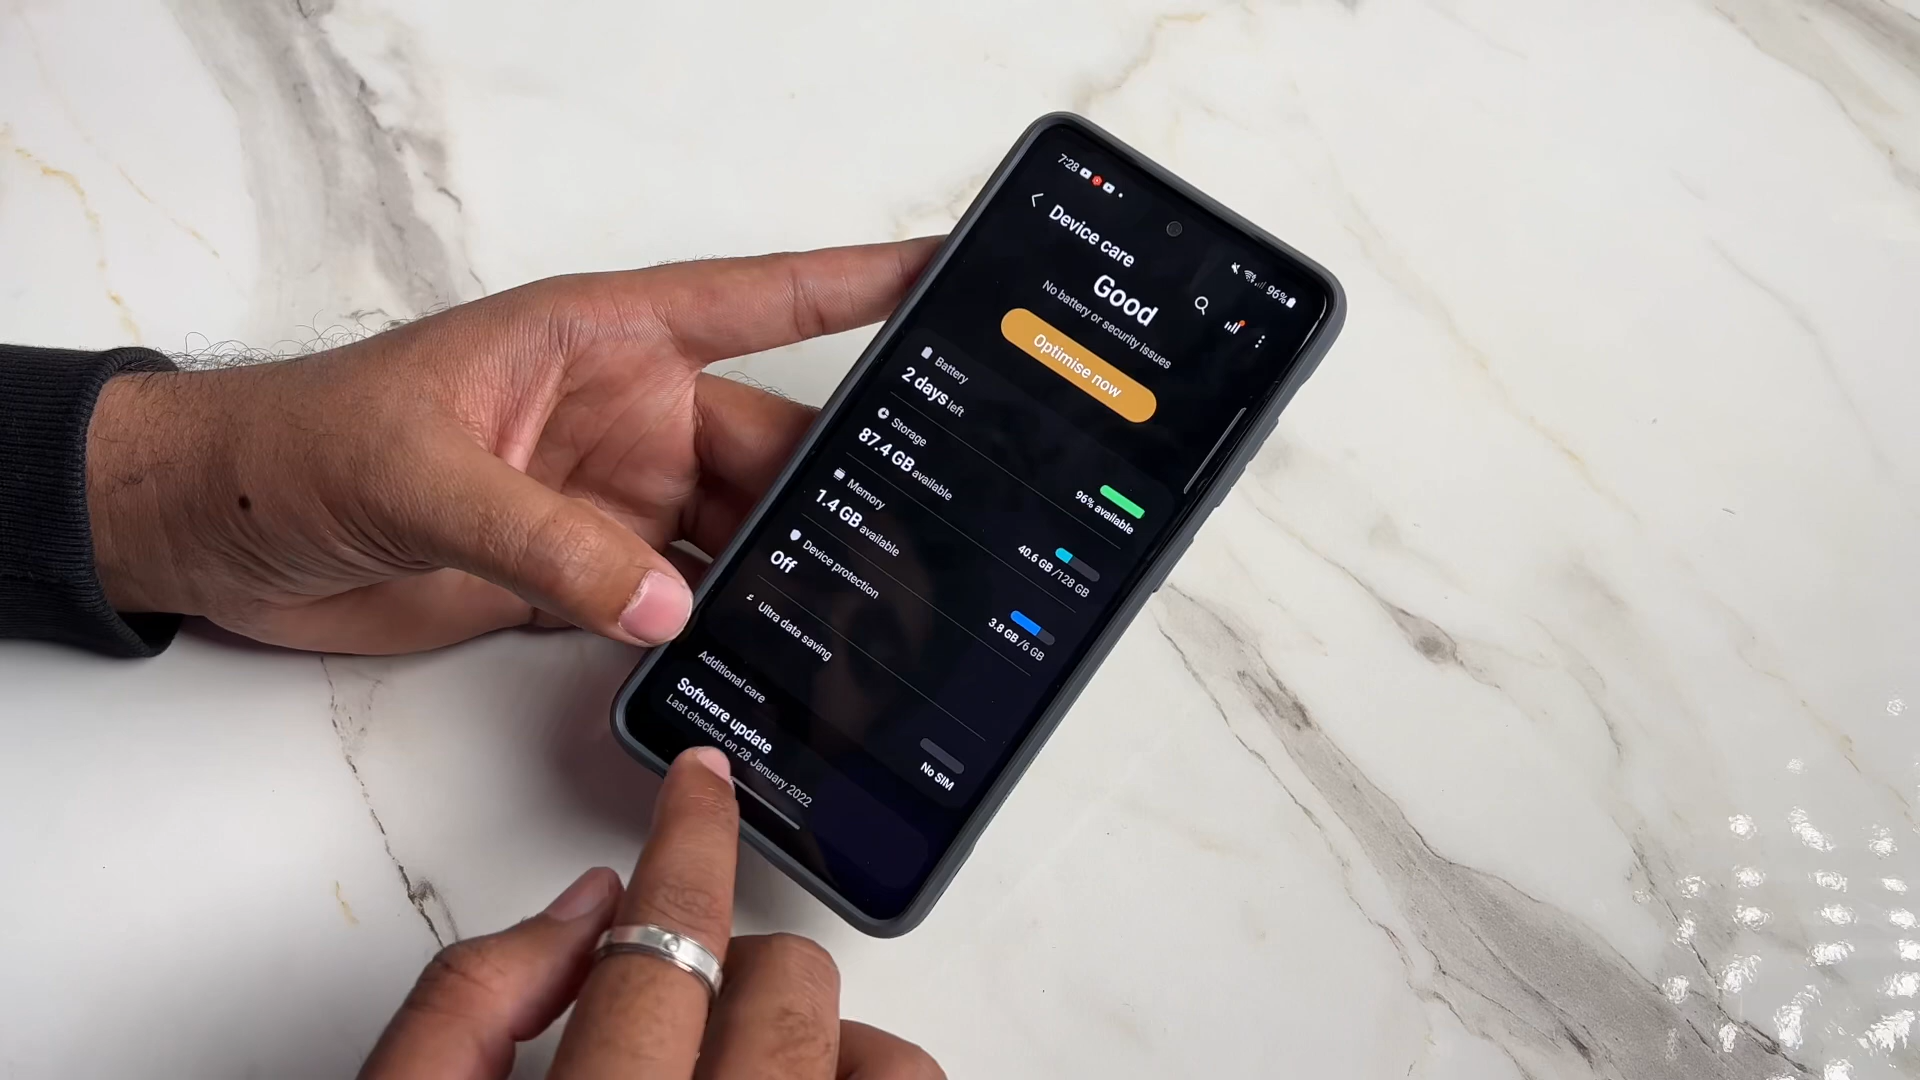 7:28
96%
Device care
Good
No battery or security issues
Optimise now
Battery
2 days left
96% available
Storage
87.4 GB available
40.6 GB /128 GB
Memory
1.4 GB available
3.8 GB /6 GB
Device protection
Off
Ultra data saving
No SIM
Additional care
Software update
Last checked on 28 January 2022